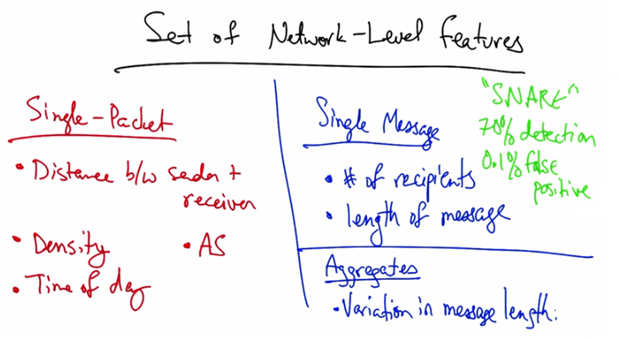 Set of Network-Level Features
Single-Packet
• Distance b/w sender +
receiver
• Density
• AS
• Time of day
Single Message
• # of recipients
• length of message
Aggregates
• Variation in message length.
"SNARE"
70% detection
0.1% false
positive